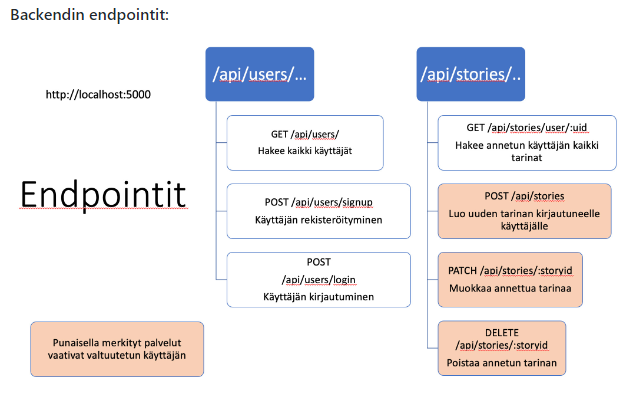 Backendin endpointit:
http://localhost:5000
Endpointit
Punaisella merkityt palvelut
vaativat valtuutetun käyttäjän
/api/users/...
GET /api/users/
Hakee kaikki käyttäjät
POST /api/users/signup
Käyttäjän rekisteröityminen
POST
/api/users/login
Käyttäjän kirjautuminen
/api/stories/..
GET /api/stories/user/:uid
Hakee annetun käyttäjän kaikki
tarinat
POST /api/stories
Luo uuden tarinan kirjautuneelle
käyttäjälle
PATCH /api/stories/:storyid
Muokkaa annettua tarinaa
DELETE
/api/stories/:storyid
Poistaa annetun tarinan